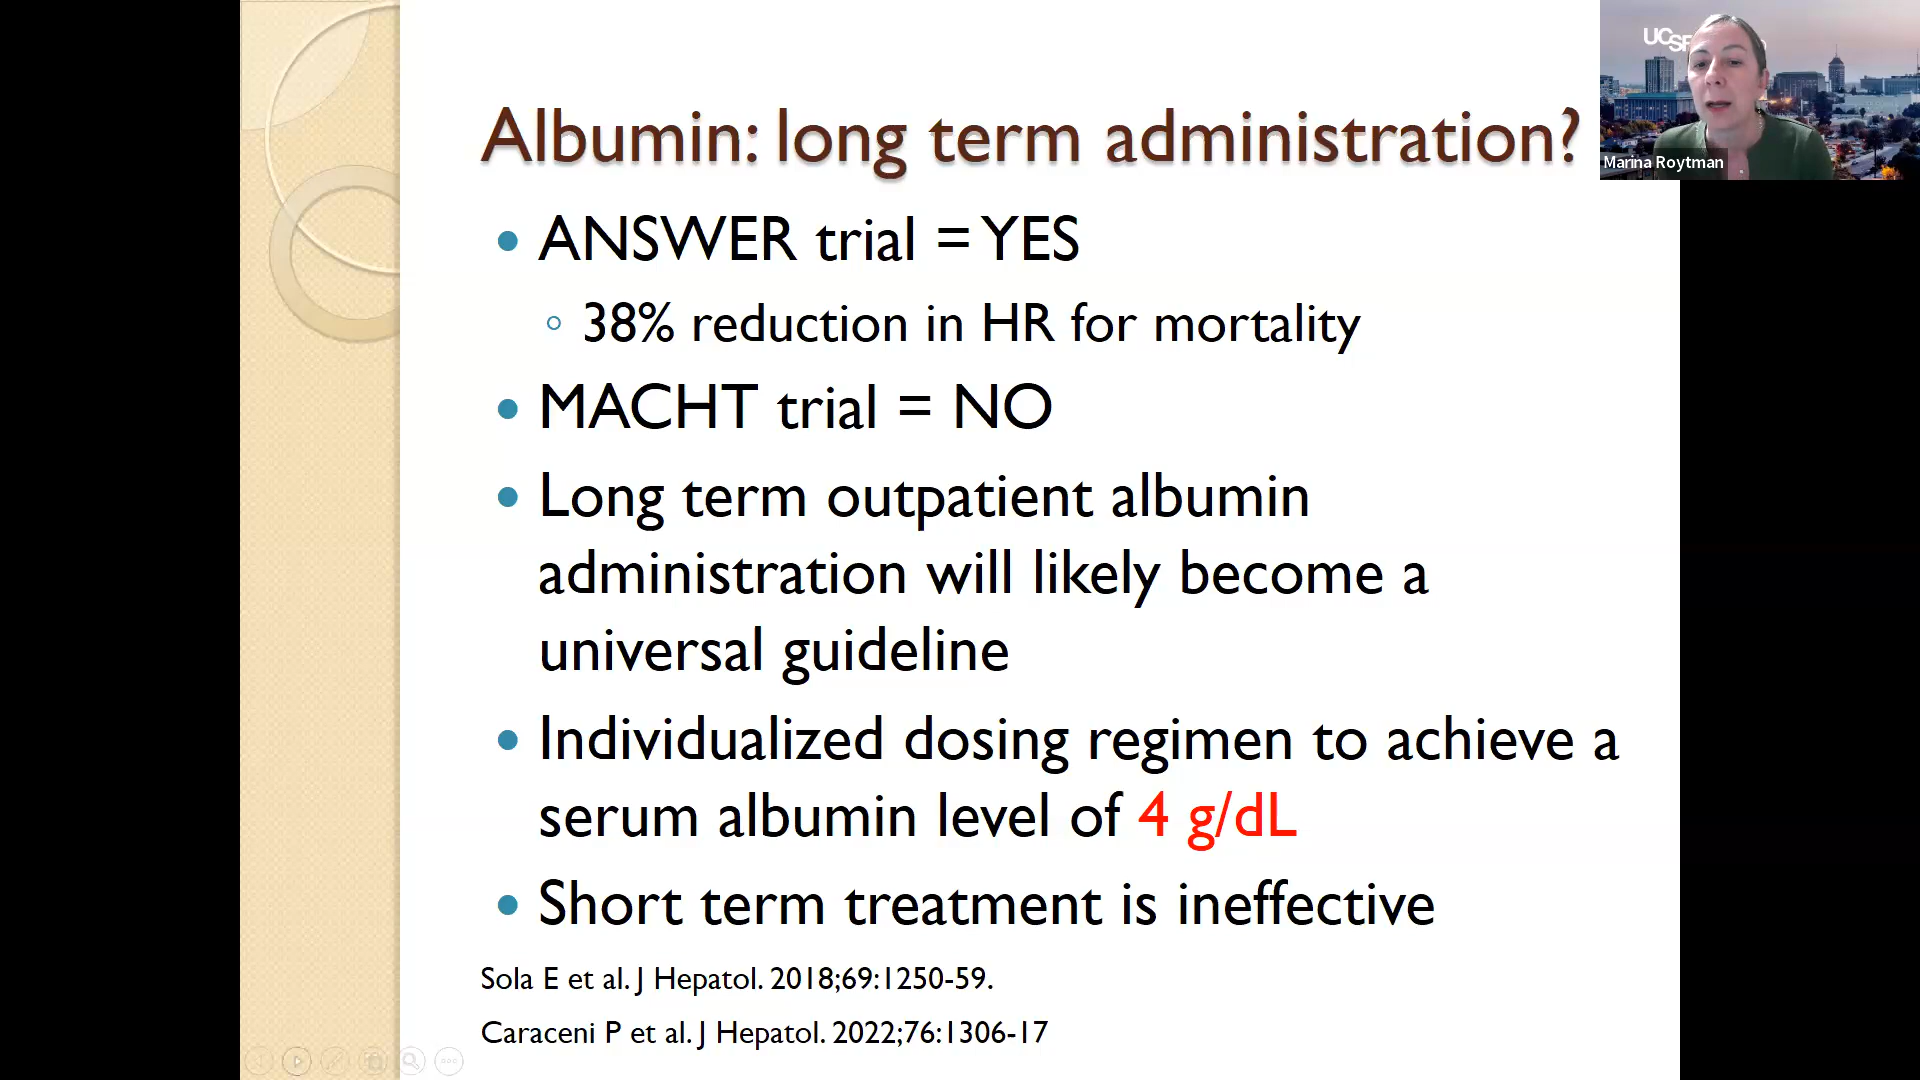 Albumin: long term administration?
UCSF
Marina Roytman
• ANSWER trial = YES
◦ 38% reduction in HR for mortality
• MACHT trial = NO
• Long term outpatient albumin
administration will likely become a
universal guideline
• Individualized dosing regimen to achieve a
serum albumin level of 4 g/dL
• Short term treatment is ineffective
Sola E et al. J Hepatol. 2018;69:1250-59.
Caraceni P et al. J Hepatol. 2022;76:1306-17